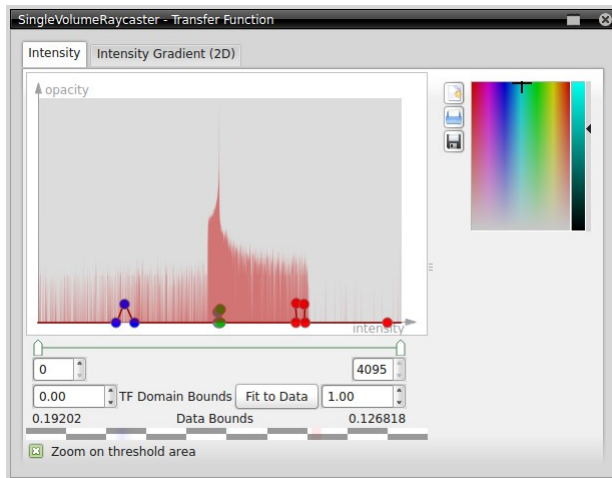 SingleVolumeRaycaster - Transfer Function
Intensity Intensity Gradient (2D)
opacity
intensity
0 4095
0.00 TF Domain Bounds Fit to Data 1.00
0.19202 Data Bounds 0.126818
Zoom on threshold area